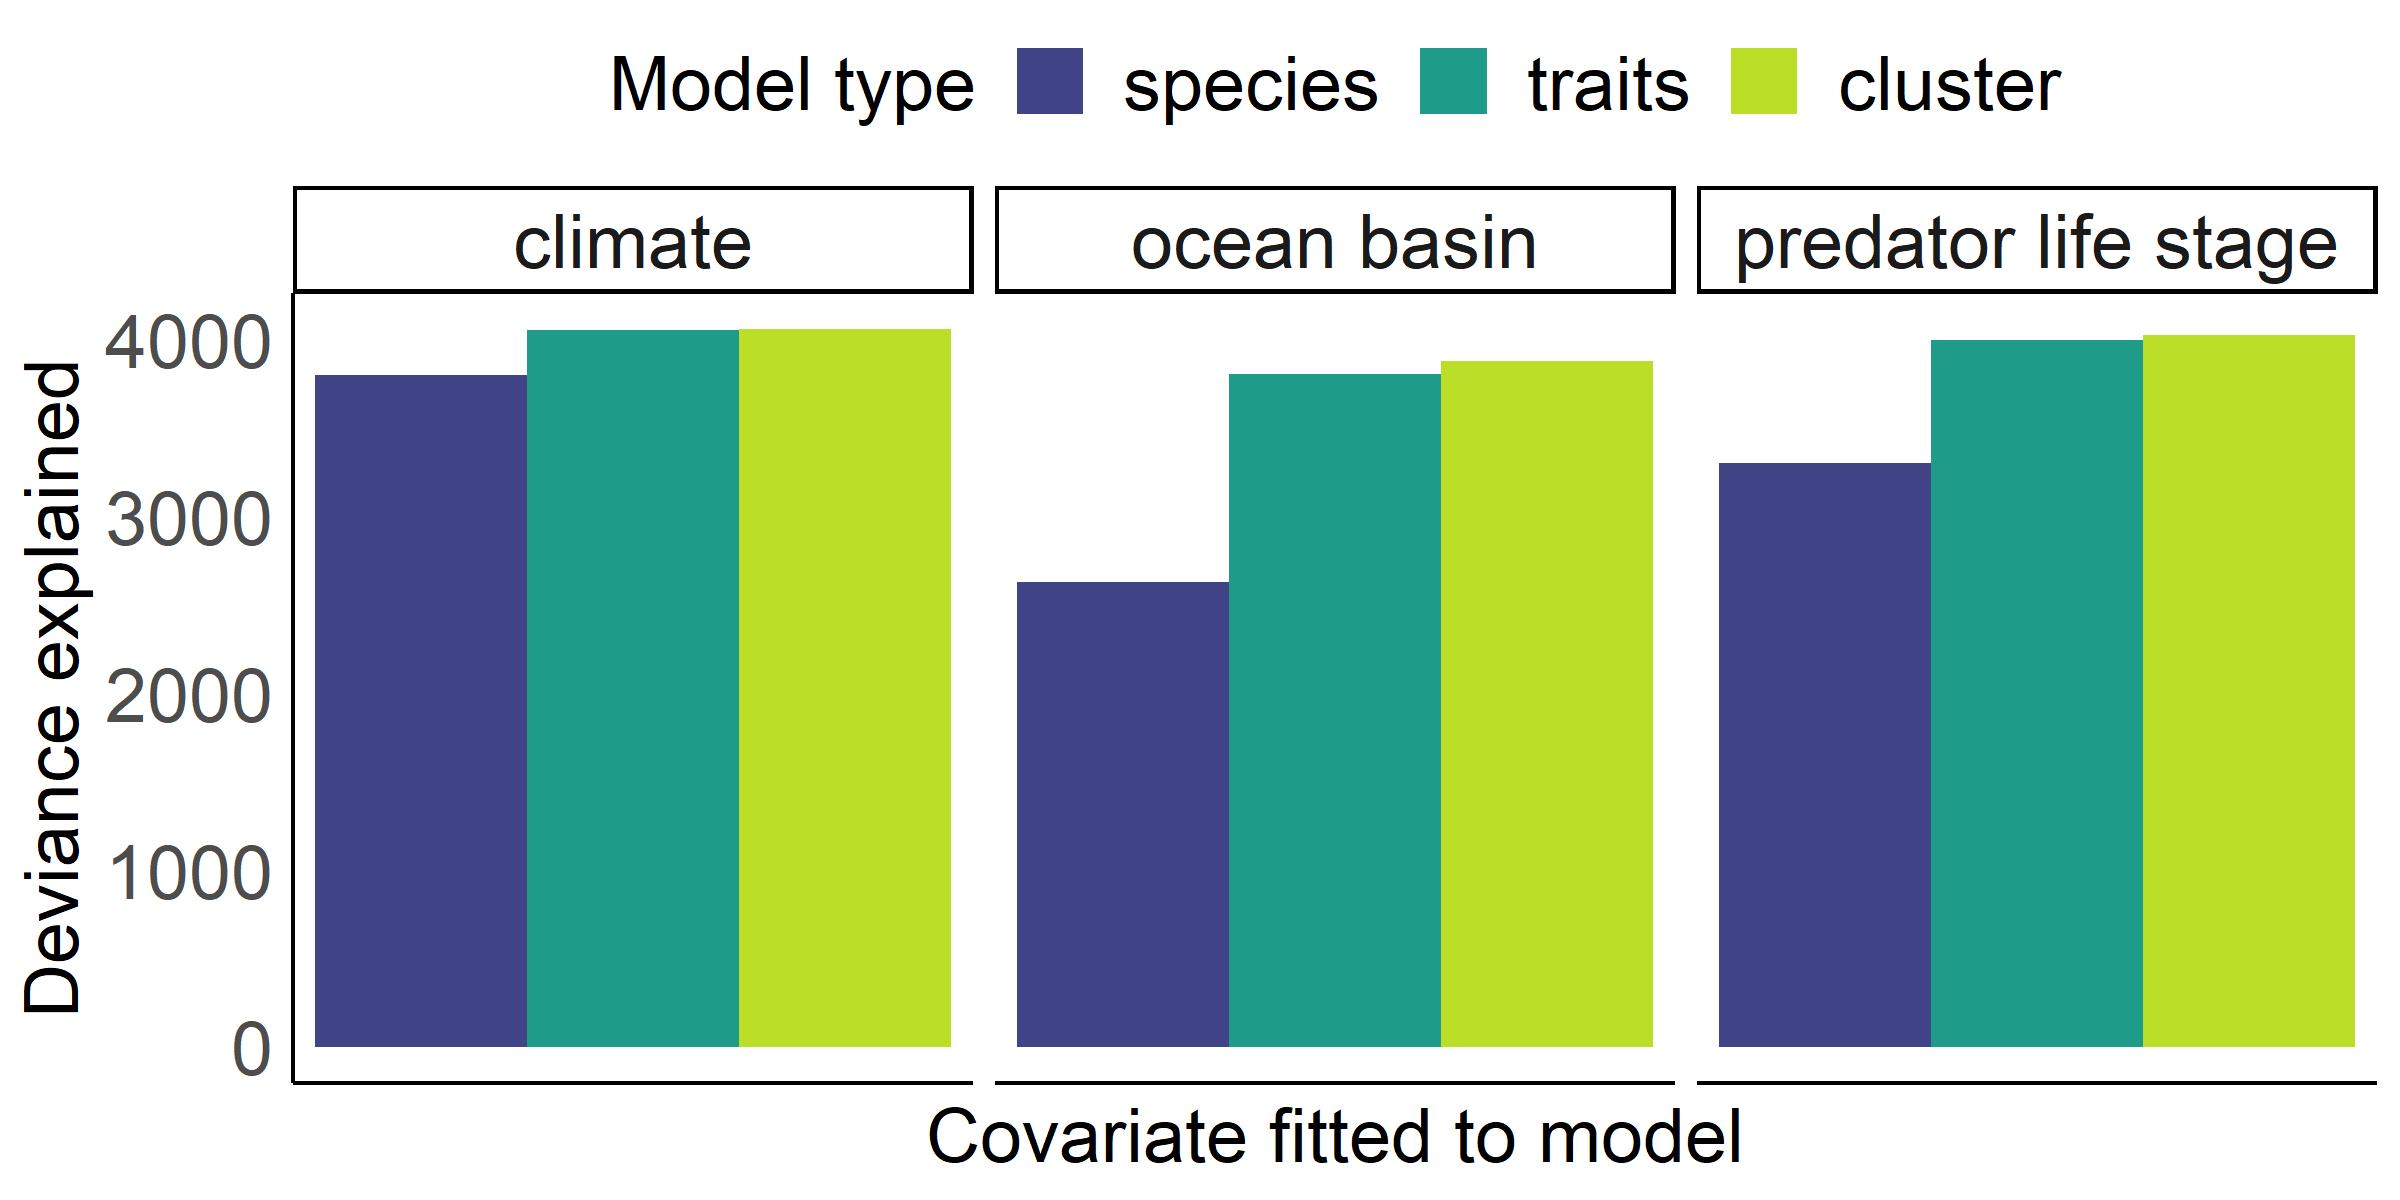 Model type species traits cluster
climate ocean basin predator life stage
Deviance explained
4000
3000
2000
1000
0
Covariate fitted to model